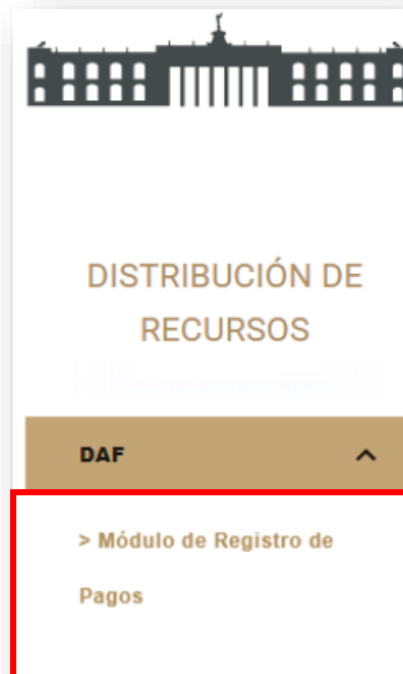 DISTRIBUCIÓN DE
RECURSOS
DAF
> Módulo de Registro de
Pagos